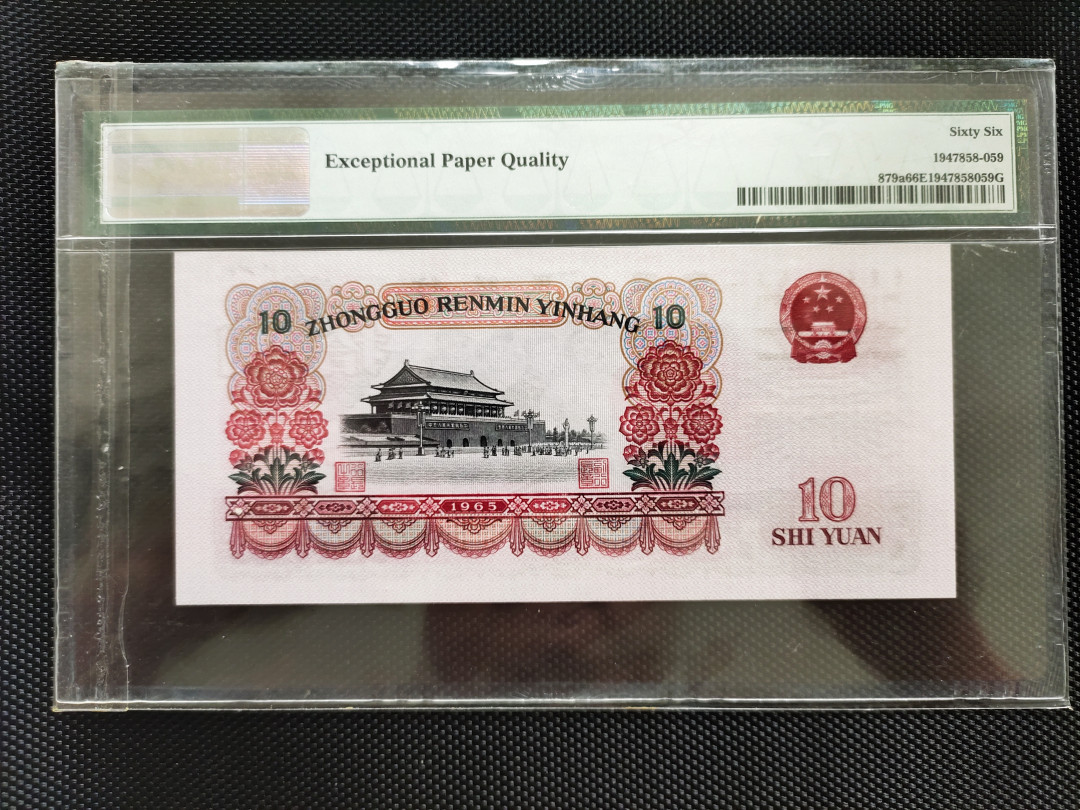 Exceptional Paper Quality
Sixty Six
1947858-059
879a66E1947858059G
ZHONGGUO RENMIN YINHANG
10
10
1965
10
SHI YUAN